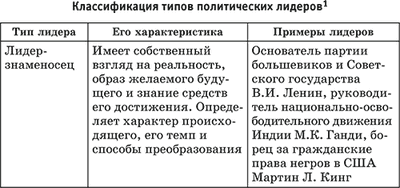 Классификация типов политических лидеров¹
Тип лидера Его характеристика Примеры лидеров
Лидер-
знаменосец
Имеет собственный
взгляд на реальность,
образ желаемого буду-
щего и знание средств
его достижения. Опреде-
ляет характер происхо-
дящего, его темп и
способы преобразования
Основатель партии
большевиков и Совет-
ского государства
В.И. Ленин, руководи-
тель национально-осво-
бодительного движения
Индии М.К. Ганди, бо-
рец за гражданские
права негров в США
Мартин Л. Кинг